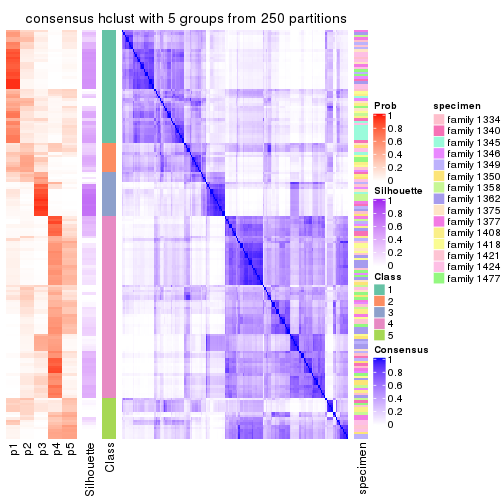 consensus hclust with 5 groups from 250 partitions
Prob
1
0.8
0.6
0.4
0.2
0
Silhouette
1
0.8
0.6
0.4
0.2
0
Class
1
2
3
4
5
Consensus
1
0.8
0.6
0.4
0.2
0
specimen
family 1334
family 1340
family 1345
family 1346
family 1349
family 1350
family 1358
family 1362
family 1375
family 1377
family 1408
family 1418
family 1421
family 1424
family 1477
p1
p2
p3
p4
p5
Silhouette
Class
specimen